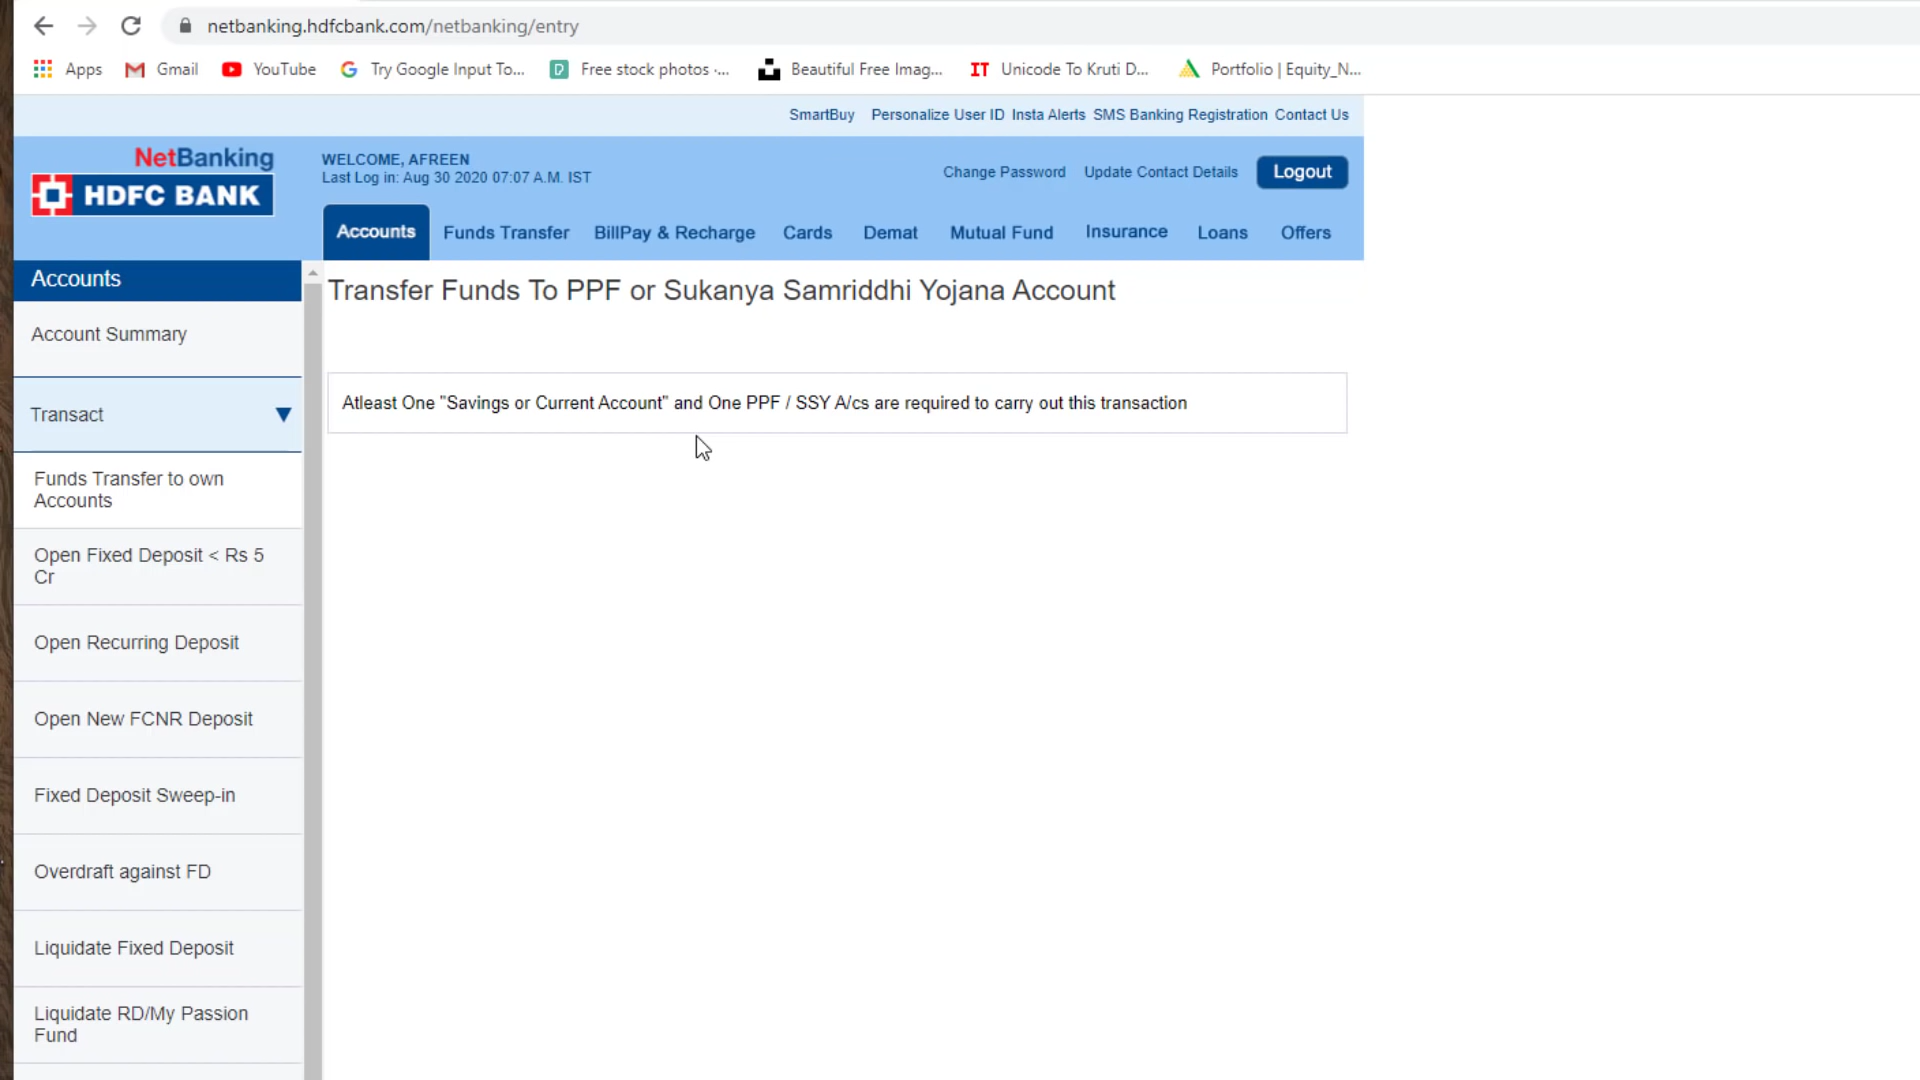 netbanking.hdfcbank.com/netbanking/entry
Apps Gmail YouTube Try Google Input To... Free stock photos ·... Beautiful Free Imag... Unicode To Kruti D... Portfolio | Equity_N...
SmartBuy Personalize User ID Insta Alerts SMS Banking Registration Contact Us
NetBanking
HDFC BANK
WELCOME, AFREEN
Last Log in: Aug 30 2020 07:07 A.M. IST
Change Password Update Contact Details Logout
Accounts Funds Transfer BillPay & Recharge Cards Demat Mutual Fund Insurance Loans Offers
Accounts
Account Summary
Transact
Funds Transfer to own
Accounts
Open Fixed Deposit < Rs 5
Cr
Open Recurring Deposit
Open New FCNR Deposit
Fixed Deposit Sweep-in
Overdraft against FD
Liquidate Fixed Deposit
Liquidate RD/My Passion
Fund
Transfer Funds To PPF or Sukanya Samriddhi Yojana Account
Atleast One "Savings or Current Account" and One PPF / SSY A/cs are required to carry out this transaction